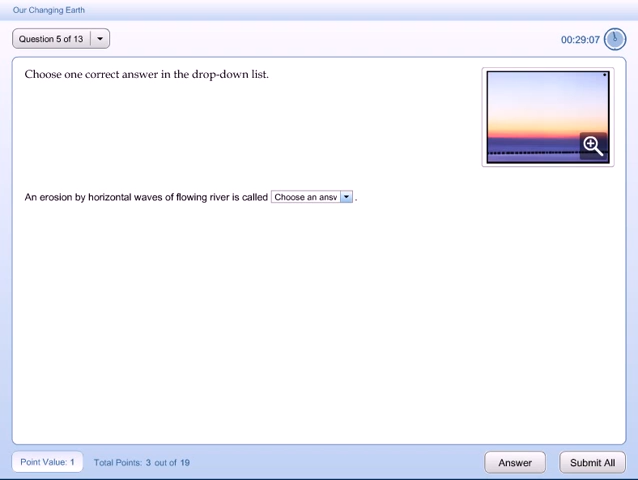 Our Changing Earth
Question 5 of 13
00:29:07
Choose one correct answer in the drop-down list.
An erosion by horizontal waves of flowing river is called Choose an ansv .
Point Value: 1
Total Points: 3 out of 19
Answer
Submit All